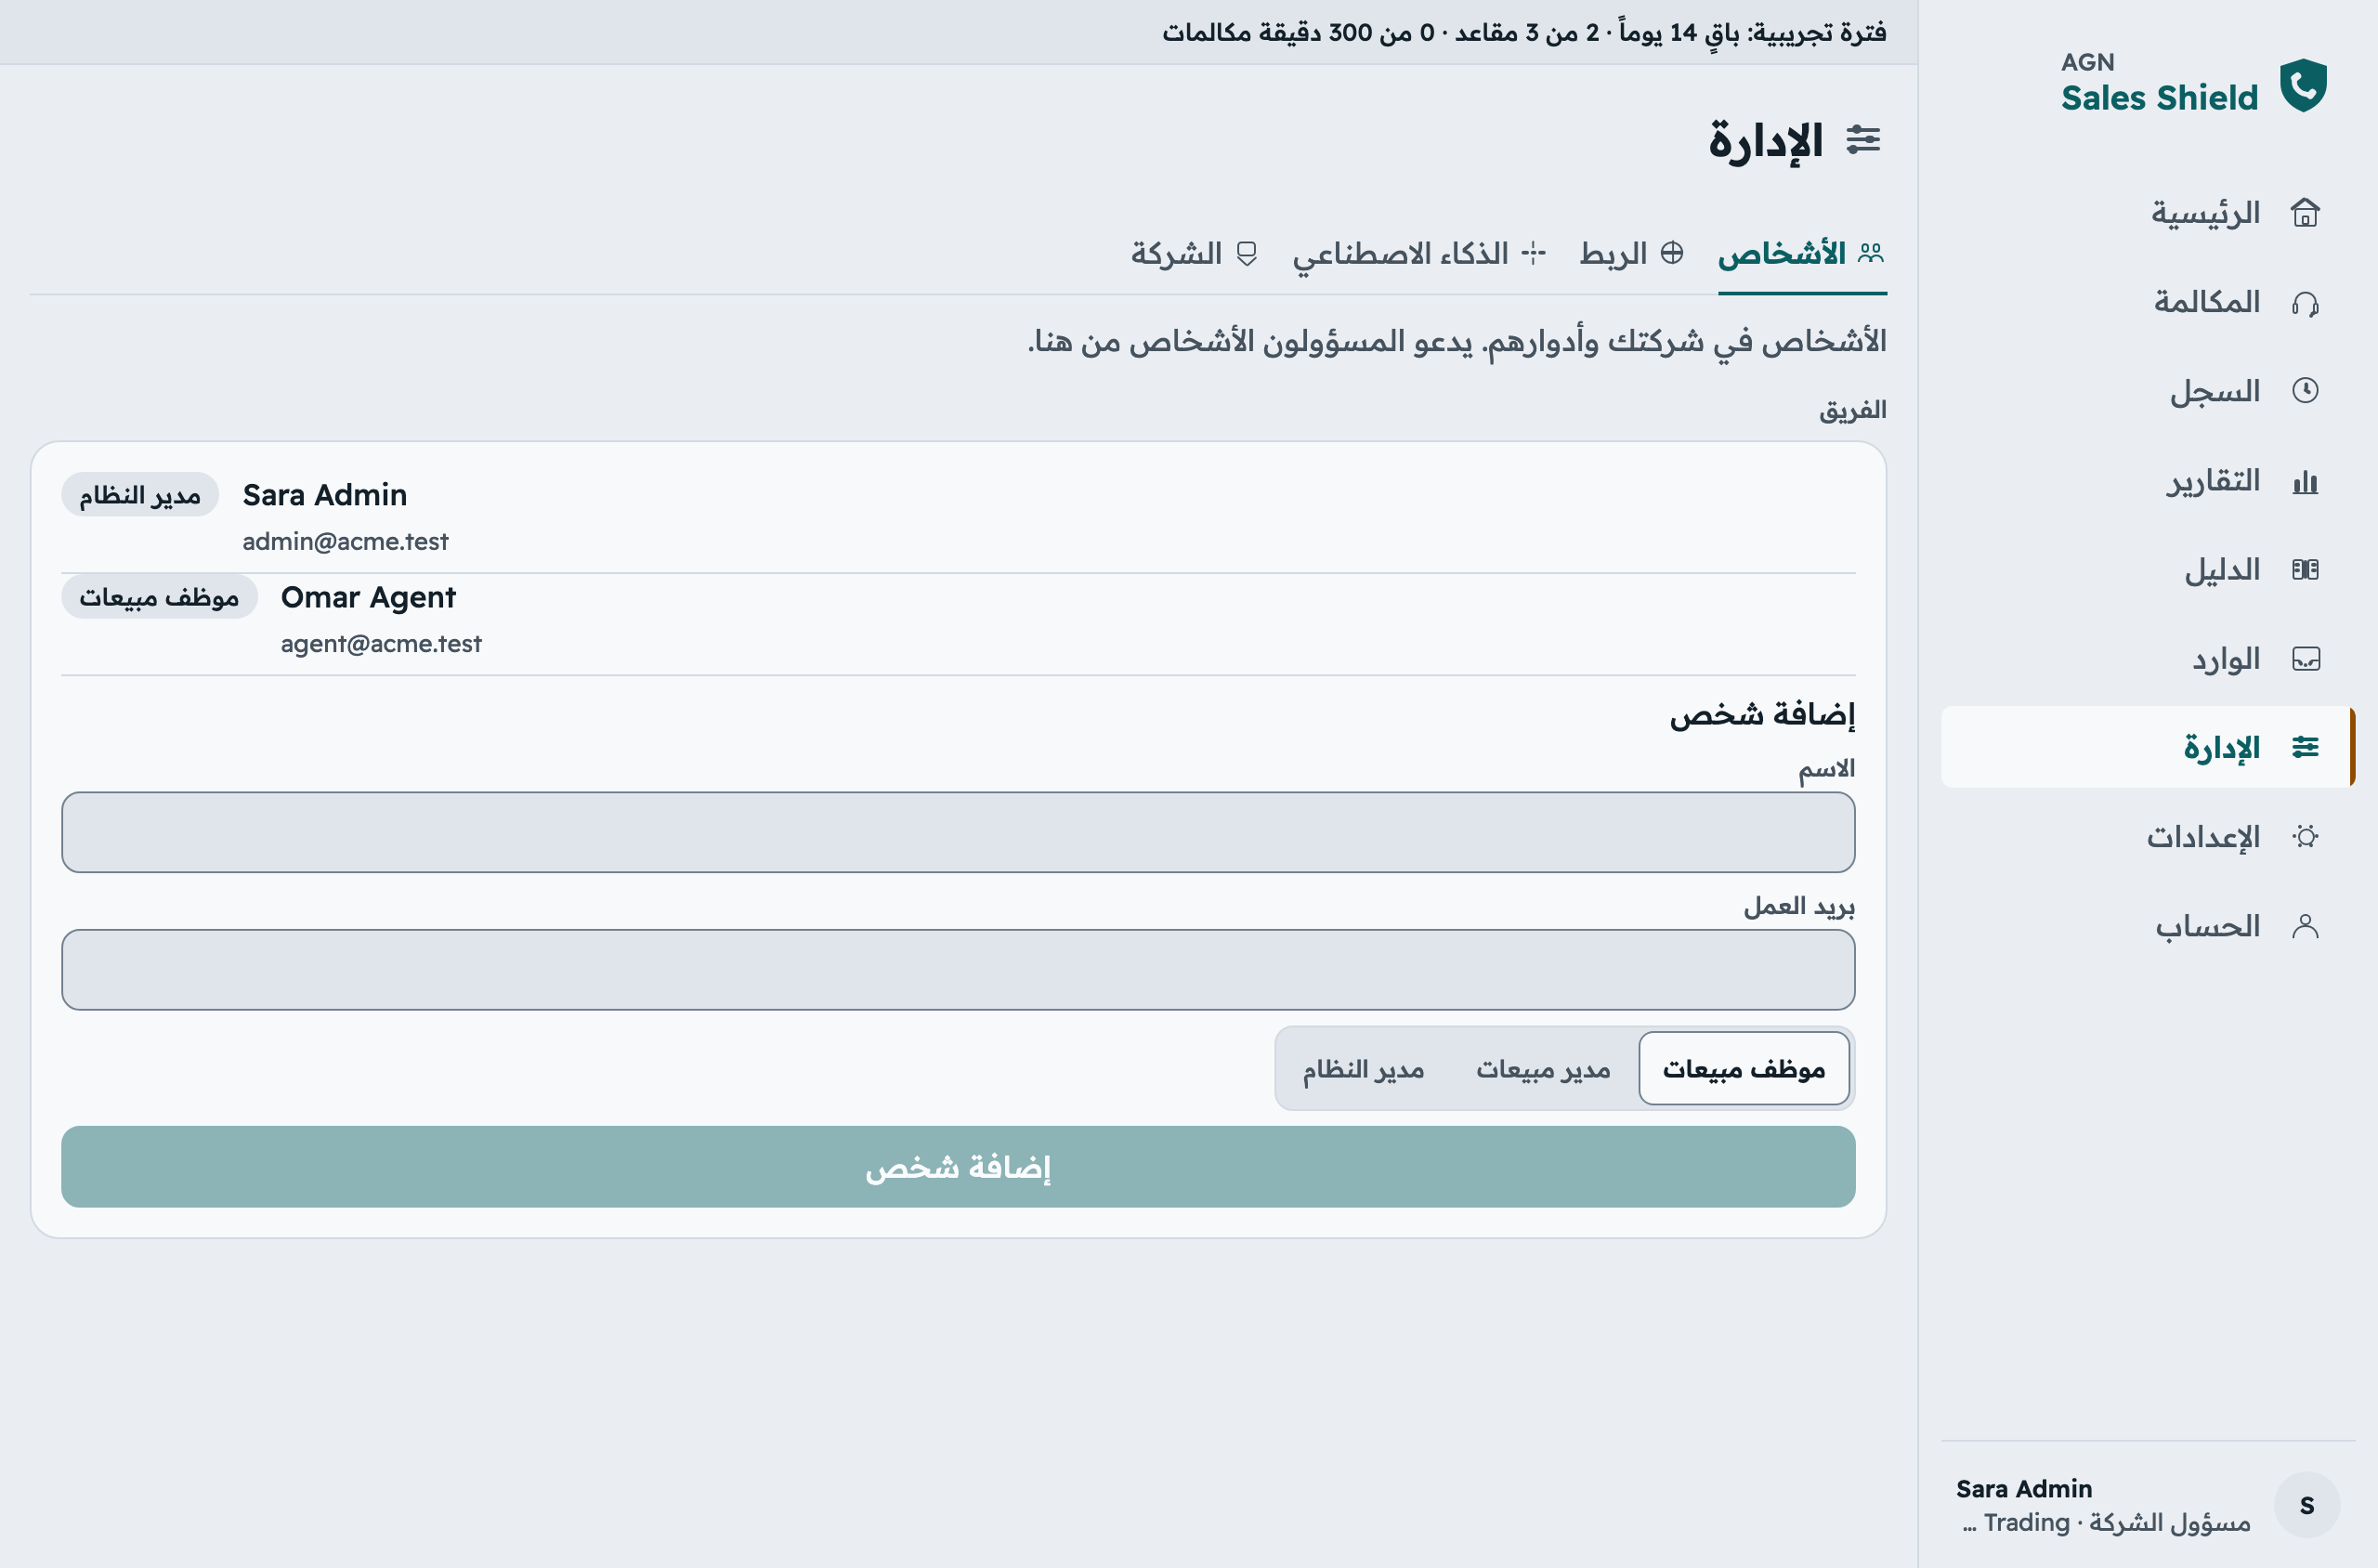 فترة تجريبية: باقٍ 14 يوماً · 2 من 3 مقاعد · 0 من 300 دقيقة مكالمات
AGN
Sales Shield
الرئيسية
المكالمة
السجل
التقارير
الدليل
الوارد
الإدارة
الإعدادات
الحساب
Sara Admin
مسؤول الشركة · Trading ...
S
الإدارة
الأشخاص
الربط
الذكاء الاصطناعي
الشركة
الأشخاص في شركتك وأدوارهم. يدعو المسؤولون الأشخاص من هنا.
الفريق
Sara Admin
مدير النظام
admin@acme.test
Omar Agent
موظف مبيعات
agent@acme.test
إضافة شخص
الاسم
بريد العمل
موظف مبيعات
مدير مبيعات
مدير النظام
إضافة شخص